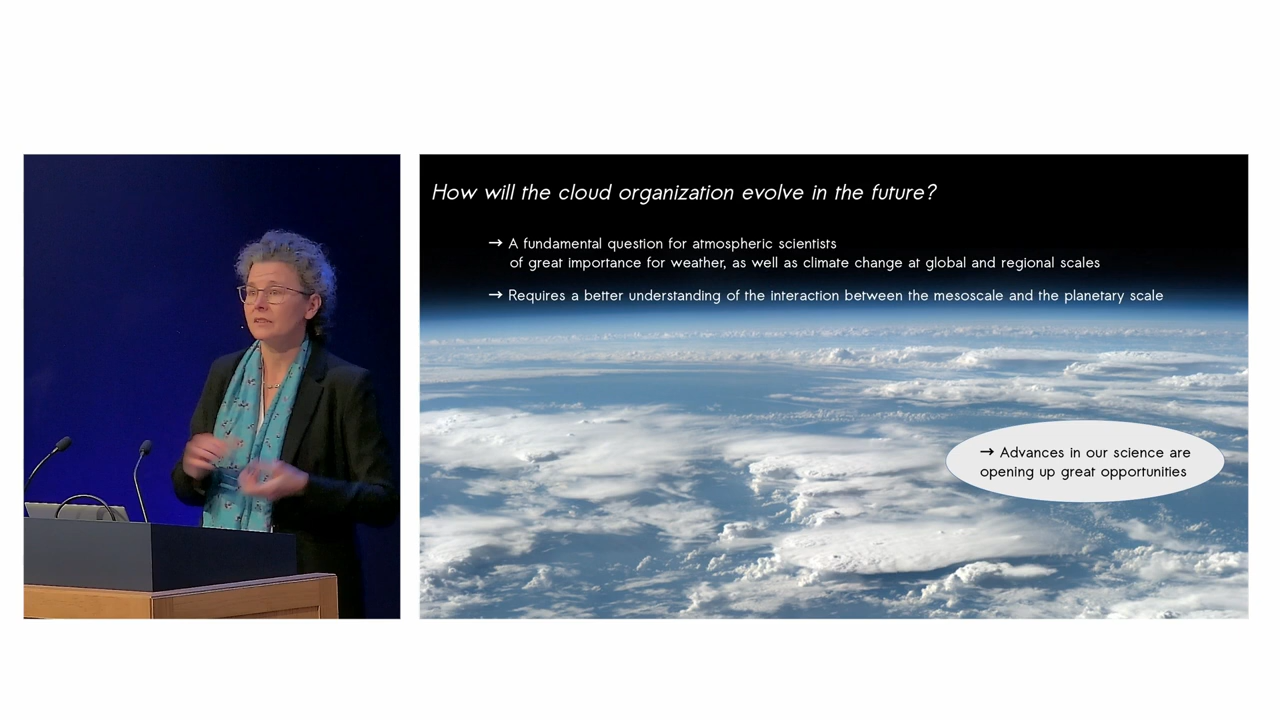 How will the cloud organization evolve in the future?
→ A fundamental question for atmospheric scientists
of great importance for weather, as well as climate change at global and regional scales
→ Requires a better understanding of the interaction between the mesoscale and the planetary scale
→ Advances in our science are
opening up great opportunities